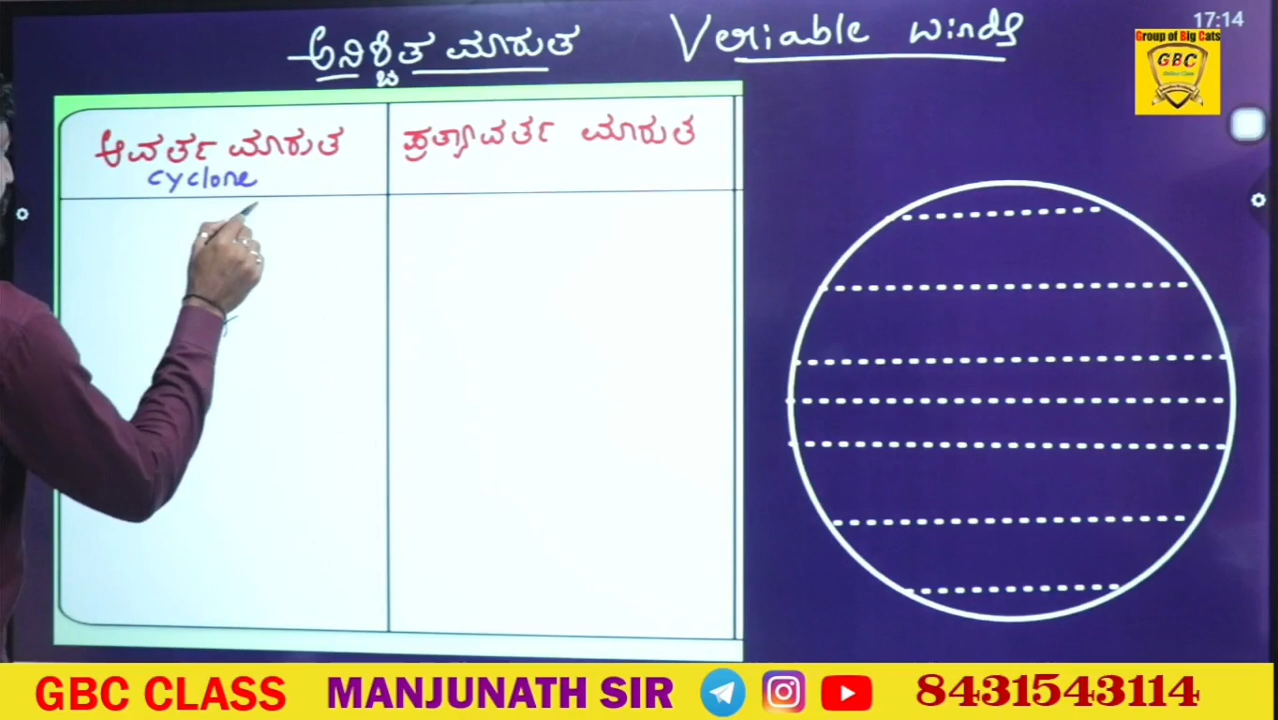 ಅನಿಶ್ಚಿತ ಮಾರುತ Veriable winds
17:14
Group of Big Cats
GBC
ಆವರ್ತ ಮಾರುತ
cyclone
ಪ್ರತ್ಯಾವರ್ತ ಮಾರುತ
GBC CLASS MANJUNATH SIR 8431543114